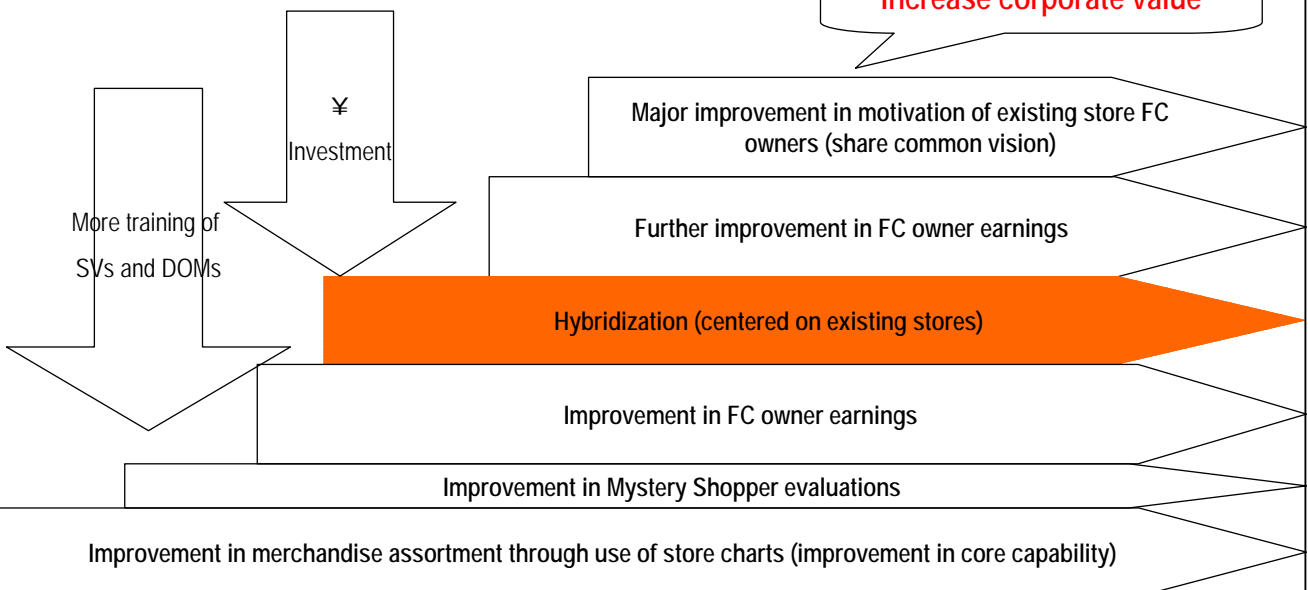 Increase corporate value
¥
Investment
Major improvement in motivation of existing store FC
owners (share common vision)
More training of
SVs and DOMs
Further improvement in FC owner earnings
Hybridization (centered on existing stores)
Improvement in FC owner earnings
Improvement in Mystery Shopper evaluations
Improvement in merchandise assortment through use of store charts (improvement in core capability)